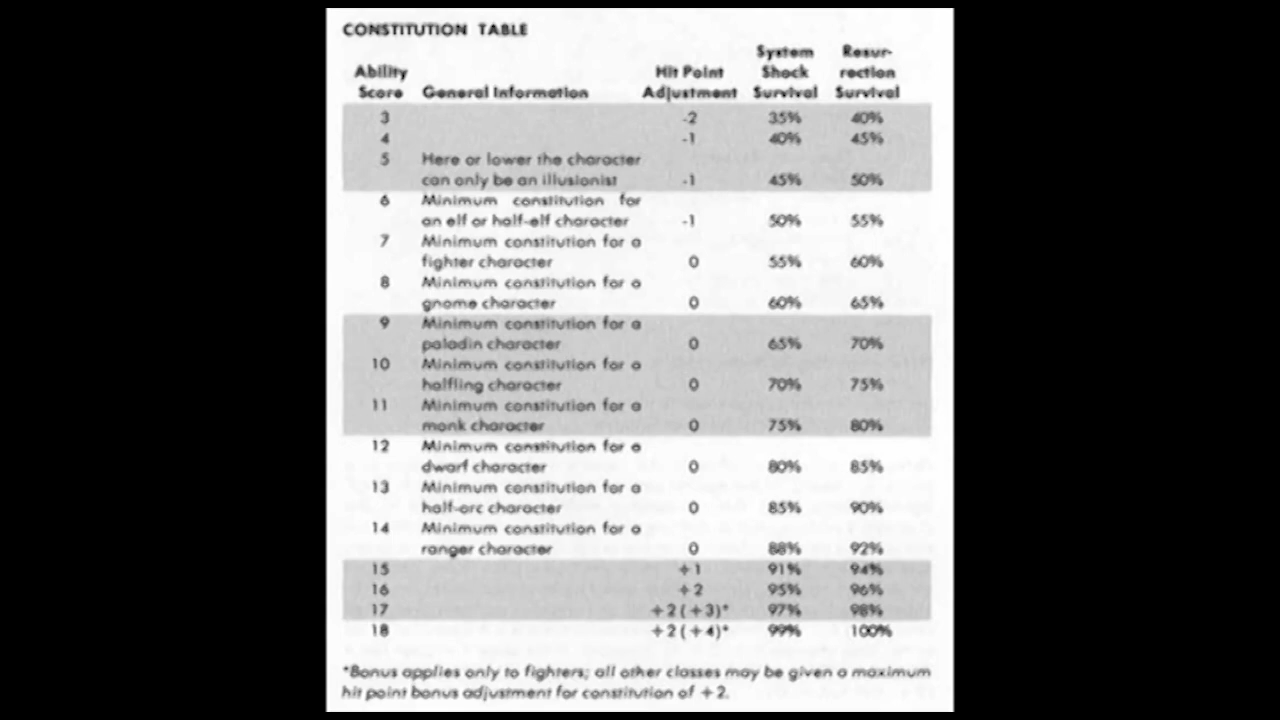 CONSTITUTION TABLE
System Resur-
Ability Hit Point Shock rection
Score General Information Adjustment Survival Survival
3 -2 35% 40%
4 -1 40% 45%
5 Here or lower the character
can only be an illusionist -1 45% 50%
6 Minimum constitution for
an elf or half-elf character -1 50% 55%
7 Minimum constitution for a
fighter character 0 55% 60%
8 Minimum constitution for a
gnome character 0 60% 65%
9 Minimum constitution for a
paladin character 0 65% 70%
10 Minimum constitution for a
halfling character 0 70% 75%
11 Minimum constitution for a
monk character 0 75% 80%
12 Minimum constitution for a
dwarf character 0 80% 85%
13 Minimum constitution for a
half-orc character 0 85% 90%
14 Minimum constitution for a
ranger character 0 88% 92%
15 +1 91% 94%
16 +2 95% 96%
17 +2 (+3)* 97% 98%
18 +2 (+4)* 99% 100%
*Bonus applies only to fighters; all other classes may be given a maximum
hit point bonus adjustment for constitution of +2.